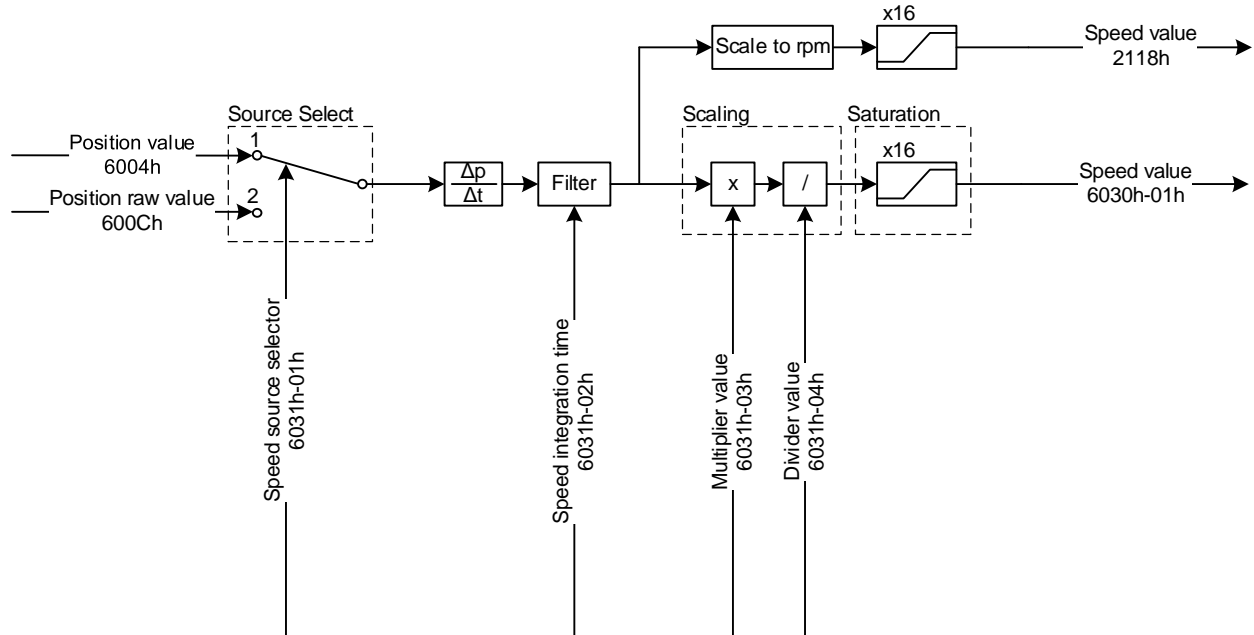 x16
Speed value
2118h
Scale to rpm
Source Select
Scaling
Saturation
Position value
6004h
1
Position raw value
600Ch
2
Δp
Δt
Filter
x
/
x16
Speed value
6030h-01h
Speed source selector
6031h-01h
Speed integration time
6031h-02h
Multiplier value
6031h-03h
Divider value
6031h-04h